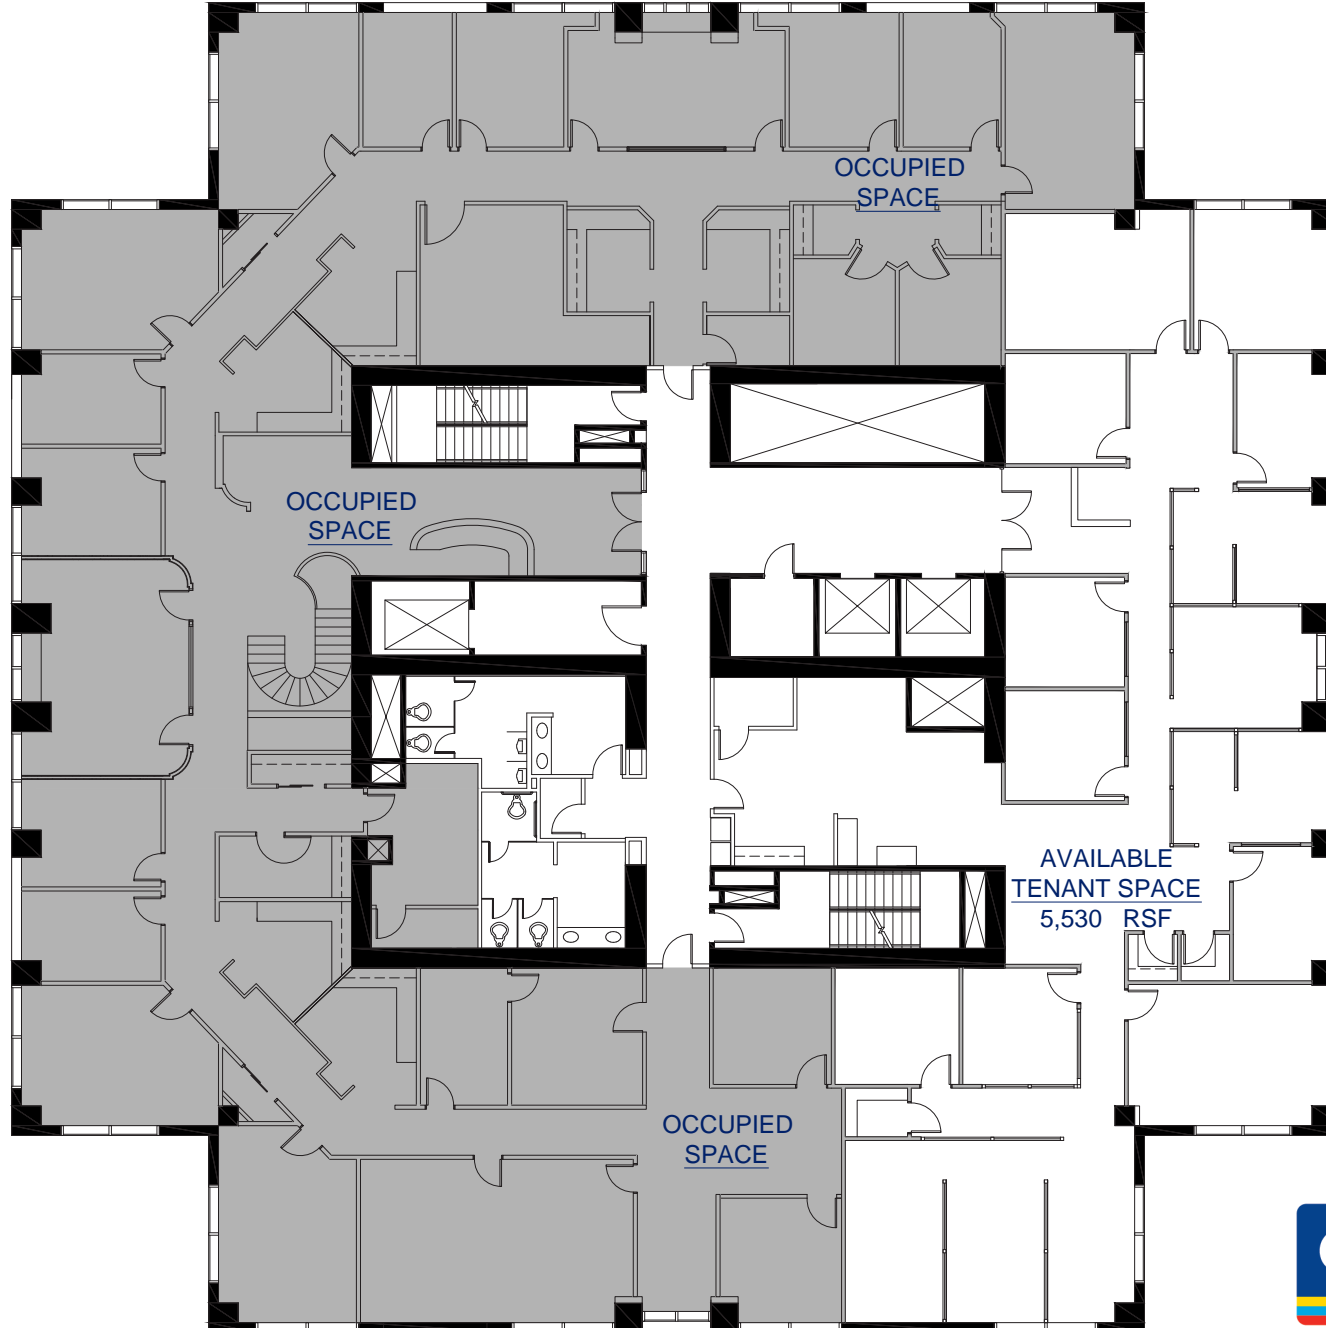 OCCUPIED
SPACE
OCCUPIED
SPACE
AVAILABLE
TENANT SPACE
5,530 RSF
OCCUPIED
SPACE